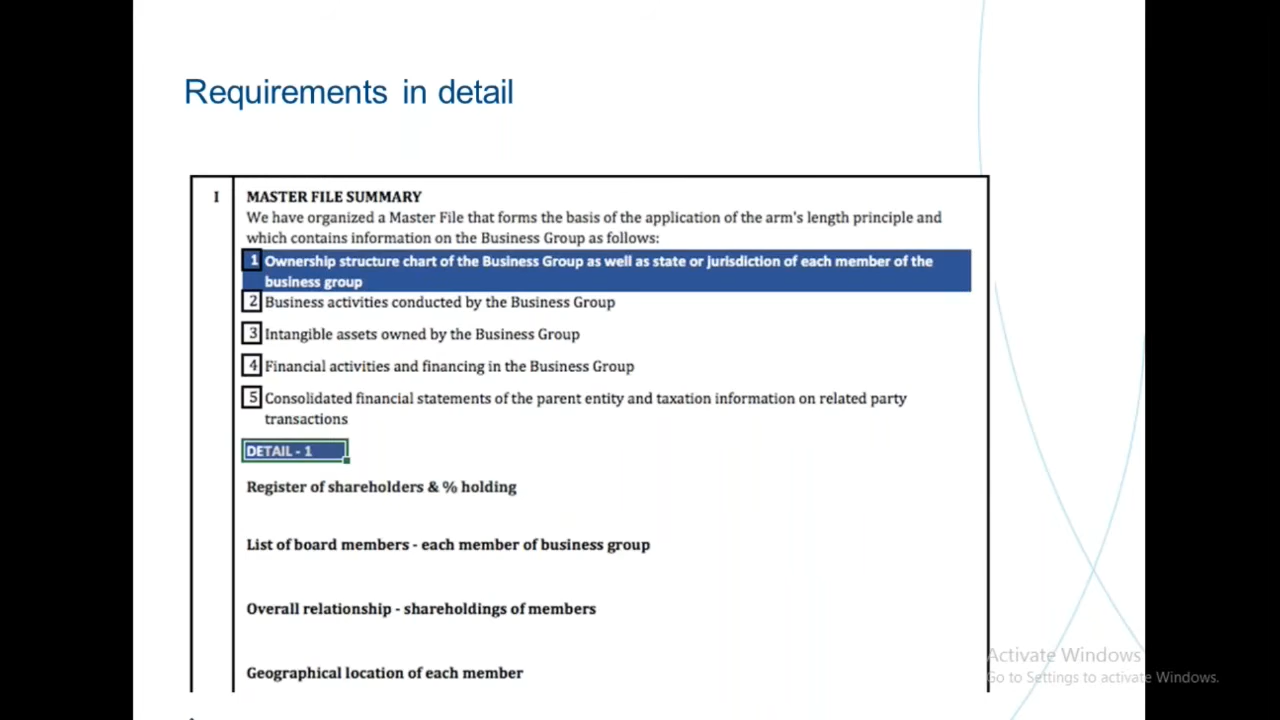 Requirements in detail
I MASTER FILE SUMMARY
We have organized a Master File that forms the basis of the application of the arm's length principle and
which contains information on the Business Group as follows:
1 Ownership structure chart of the Business Group as well as state or jurisdiction of each member of the
business group
2 Business activities conducted by the Business Group
3 Intangible assets owned by the Business Group
4 Financial activities and financing in the Business Group
5 Consolidated financial statements of the parent entity and taxation information on related party
transactions
DETAIL - 1
Register of shareholders & % holding
List of board members - each member of business group
Overall relationship - shareholdings of members
Geographical location of each member
Activate Windows
Go to Settings to activate Windows.